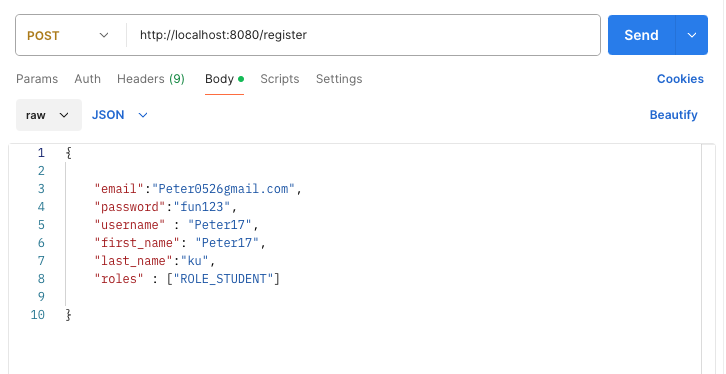 POST http://localhost:8080/register Send
Params Auth Headers (9) Body Scripts Settings Cookies
raw JSON Beautify
1 {
2
3 "email":"Peter0526gmail.com",
4 "password":"fun123",
5 "username" : "Peter17",
6 "first_name": "Peter17",
7 "last_name":"ku",
8 "roles" : ["ROLE_STUDENT"]
9
10 }